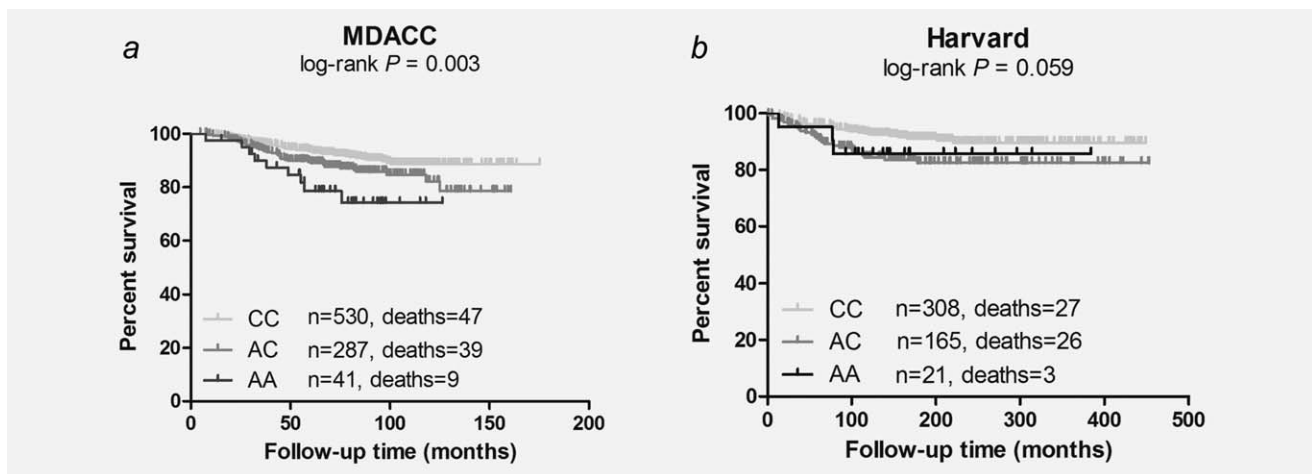 a
MDACC
log-rank P = 0.003
100
80
60
40
20
0
Percent survival
CC n=530, deaths=47
AC n=287, deaths=39
AA n=41, deaths=9
0 50 100 150 200
Follow-up time (months)
b
Harvard
log-rank P = 0.059
100
80
60
40
20
0
Percent survival
CC n=308, deaths=27
AC n=165, deaths=26
AA n=21, deaths=3
0 100 200 300 400 500
Follow-up time (months)